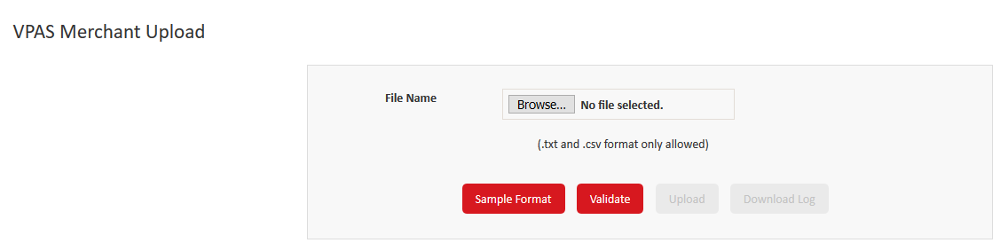 VPAS Merchant Upload
File Name
Browse... No file selected.
(.txt and .csv format only allowed)
Sample Format Validate Upload Download Log